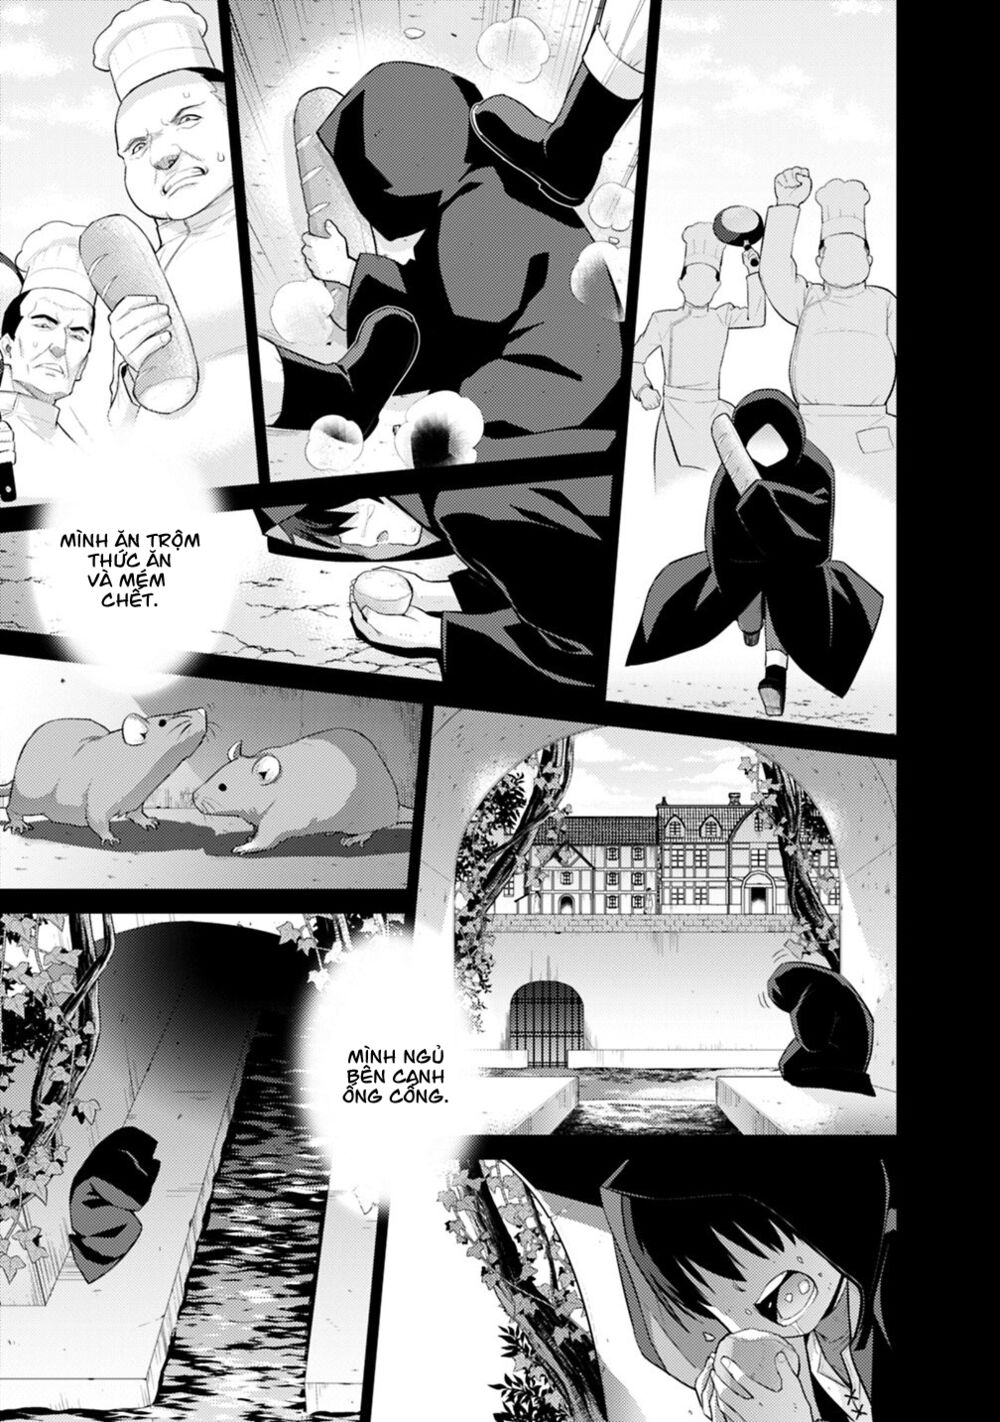 MÌNH ĂN TRỘM
THỨC ĂN
VÀ MÉM
CHẾT.
MÌNH NGỦ
BÊN CẠNH
ỐNG CỐNG.